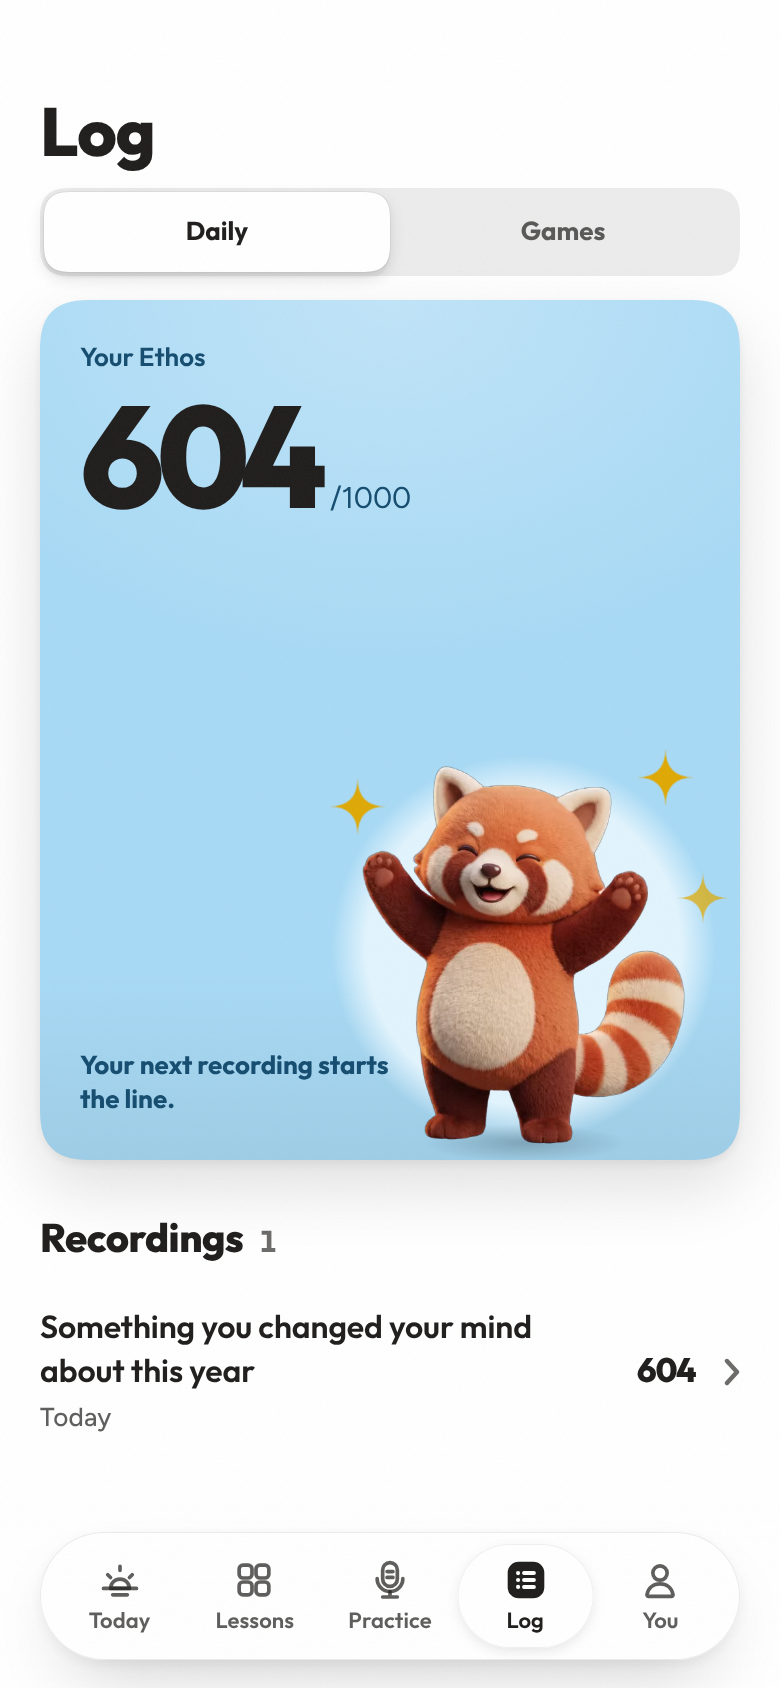 Log
Daily
Games
Your Ethos
604/1000
Your next recording starts
the line.
Recordings 1
Something you changed your mind
about this year
604
Today
Today
Lessons
Practice
Log
You